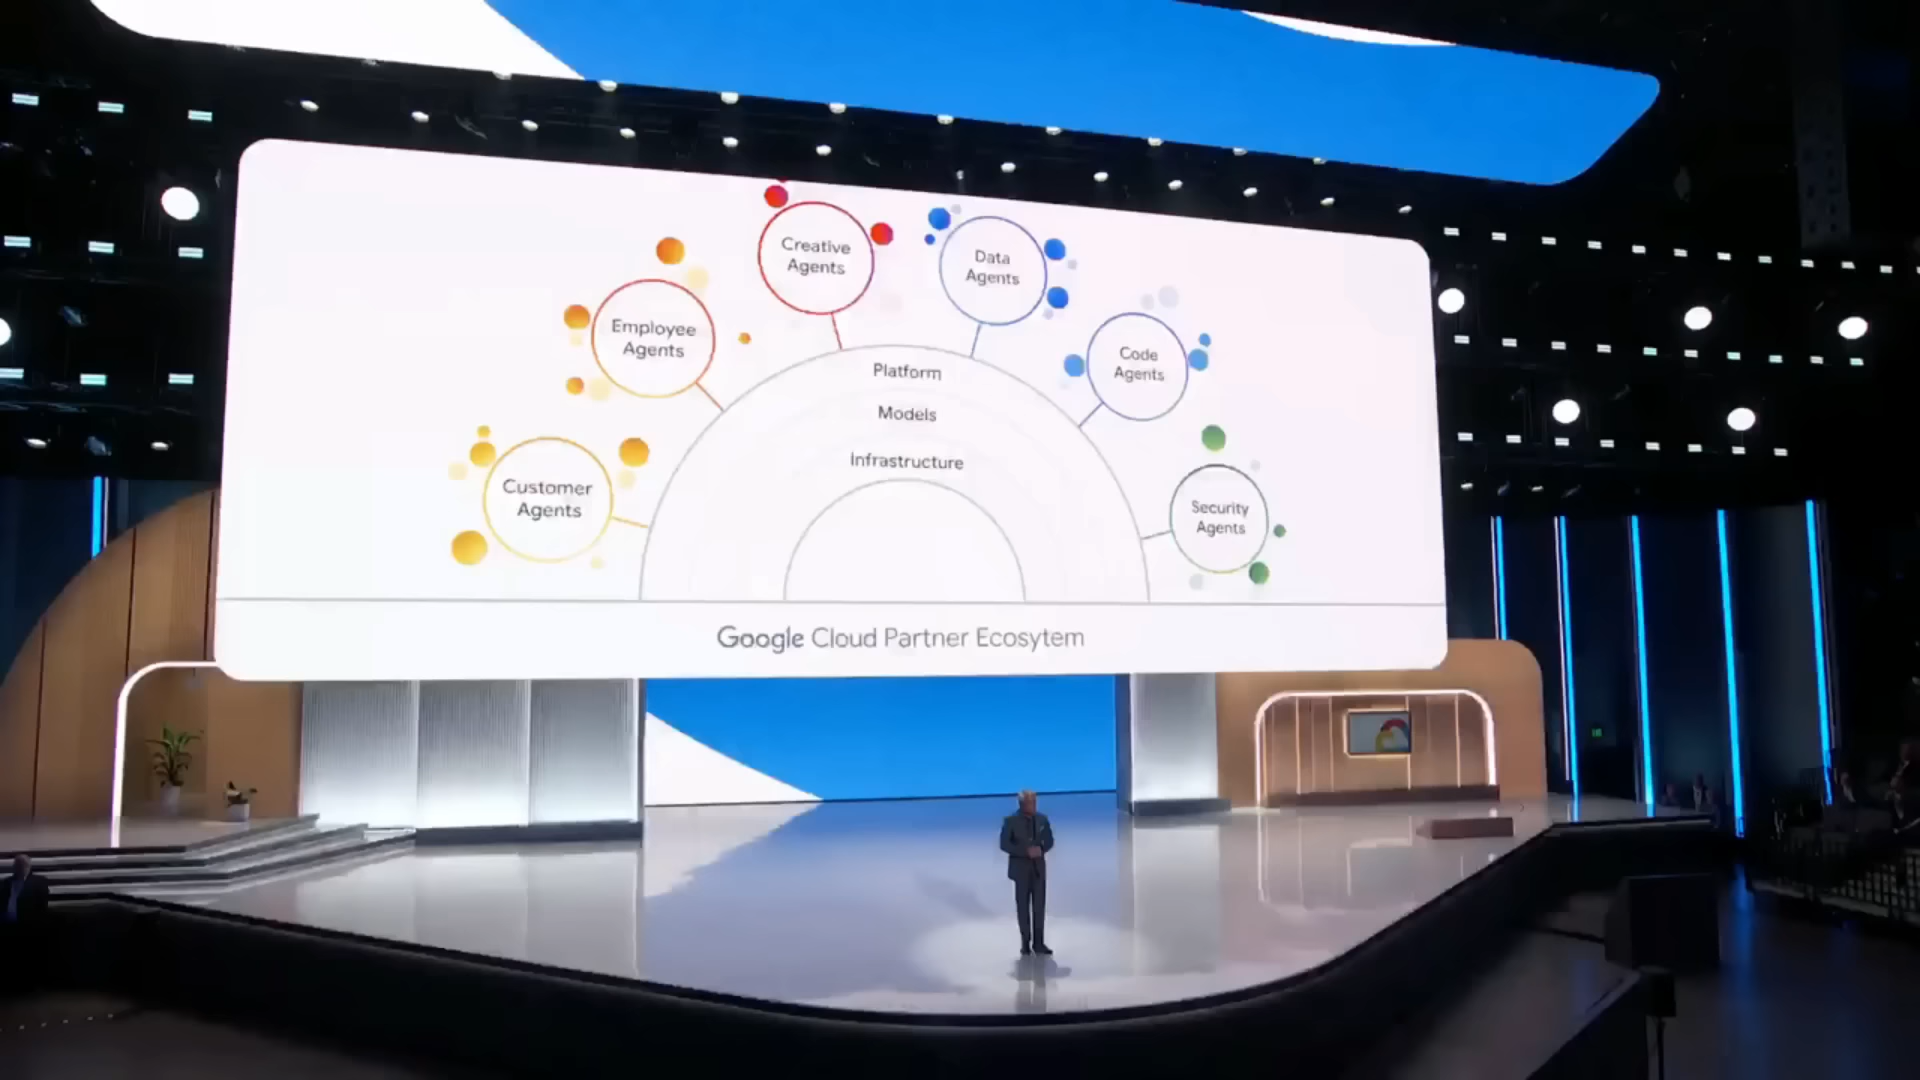 Creative
Agents
Data
Agents
Employee
Agents
Code
Agents
Platform
Models
Infrastructure
Customer
Agents
Security
Agents
Google Cloud Partner Ecosytem